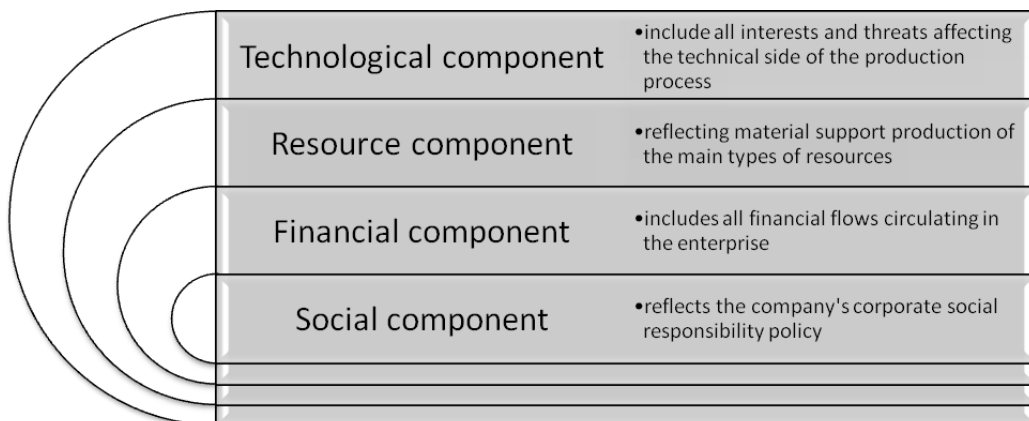 Technological component
•include all interests and threats affecting
the technical side of the production
process
Resource component
•reflecting material support production of
the main types of resources
Financial component
•includes all financial flows circulating in
the enterprise
Social component
•reflects the company's corporate social
responsibility policy